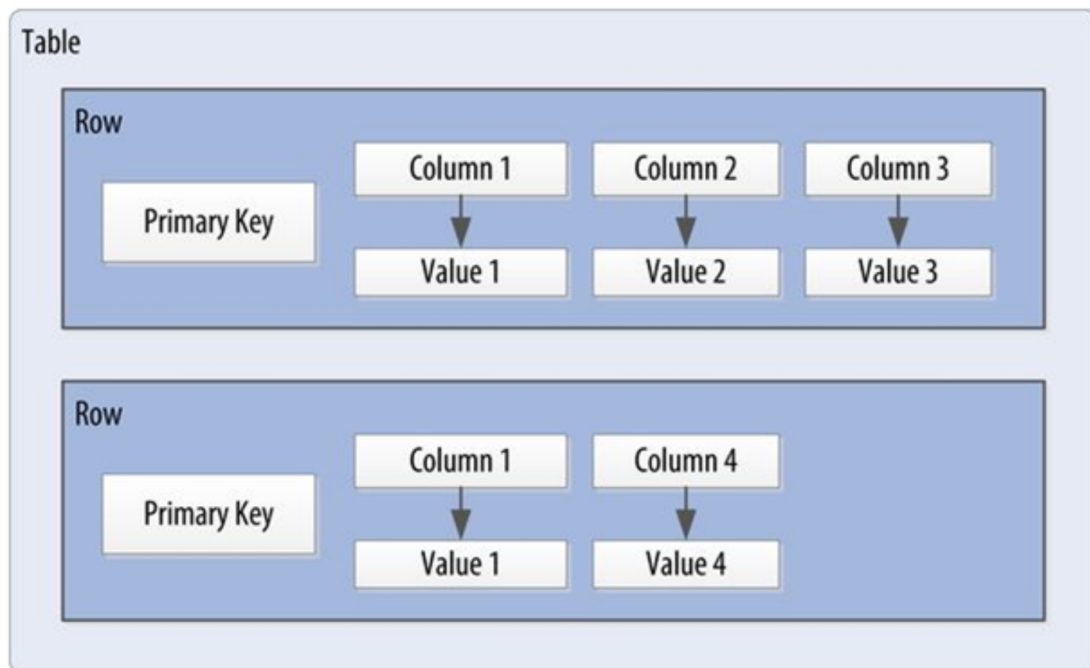 Table
Row
Column 1 Column 2 Column 3
Primary Key
Value 1 Value 2 Value 3
Row
Column 1 Column 4
Primary Key
Value 1 Value 4